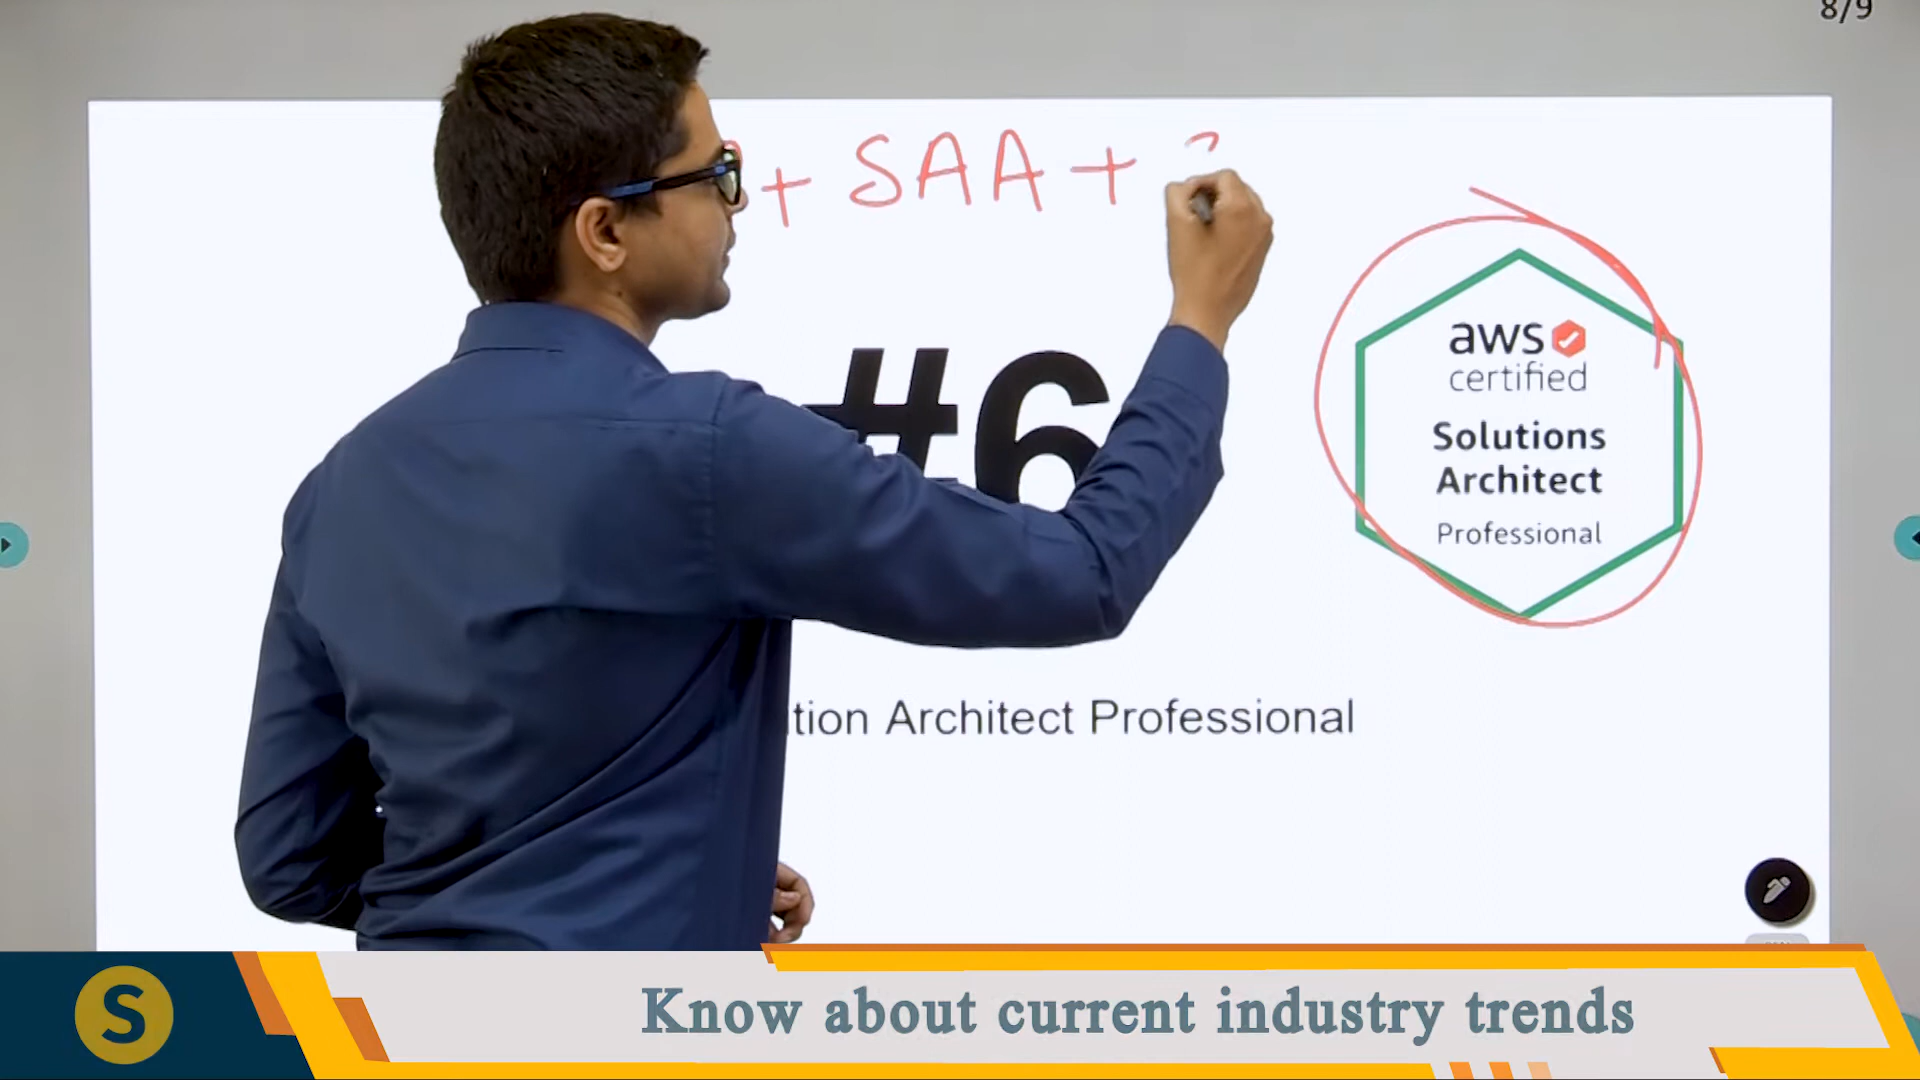 8/9
+ SAA +
#6
aws
certified
Solutions
Architect
Professional
tion Architect Professional
S
Know about current industry trends